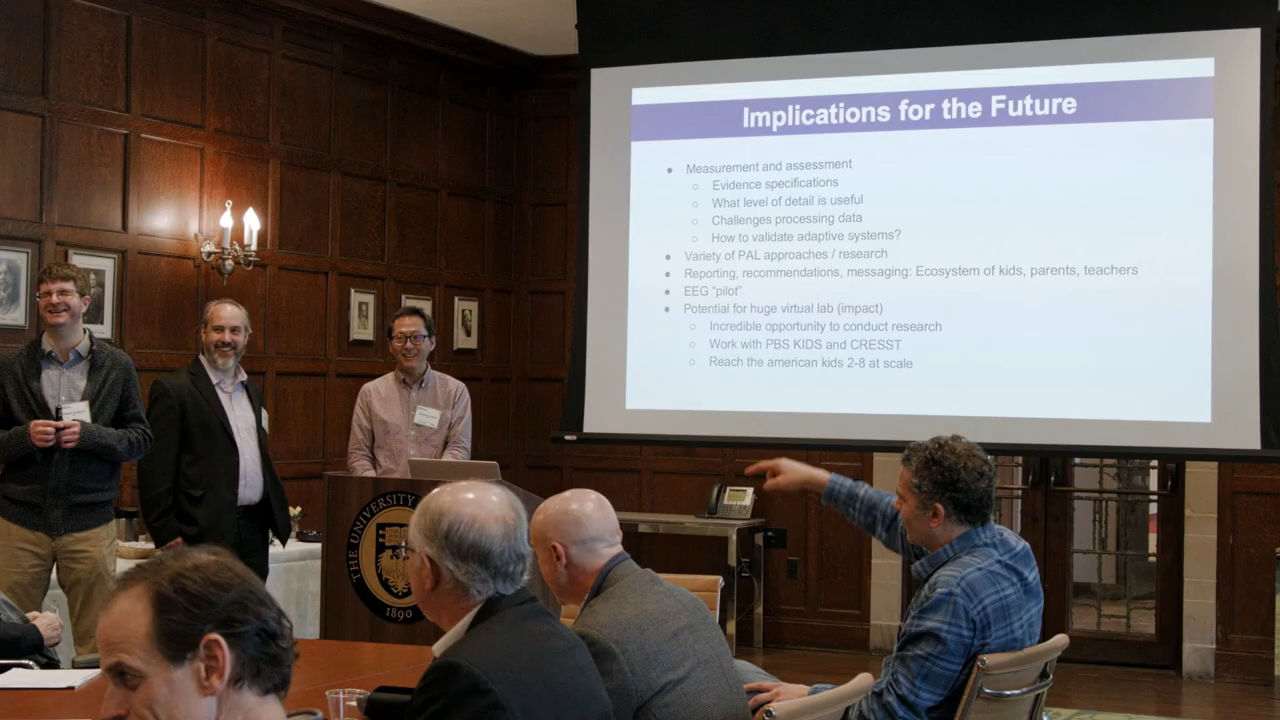 Implications for the Future
● Measurement and assessment
○ Evidence specifications
○ What level of detail is useful
○ Challenges processing data
○ How to validate adaptive systems?
● Variety of PAL approaches / research
● Reporting, recommendations, messaging: Ecosystem of kids, parents, teachers
● EEG “pilot”
● Potential for huge virtual lab (impact)
○ Incredible opportunity to conduct research
○ Work with PBS KIDS and CRESST
○ Reach the american kids 2-8 at scale
THE UNIVERSITY
1890